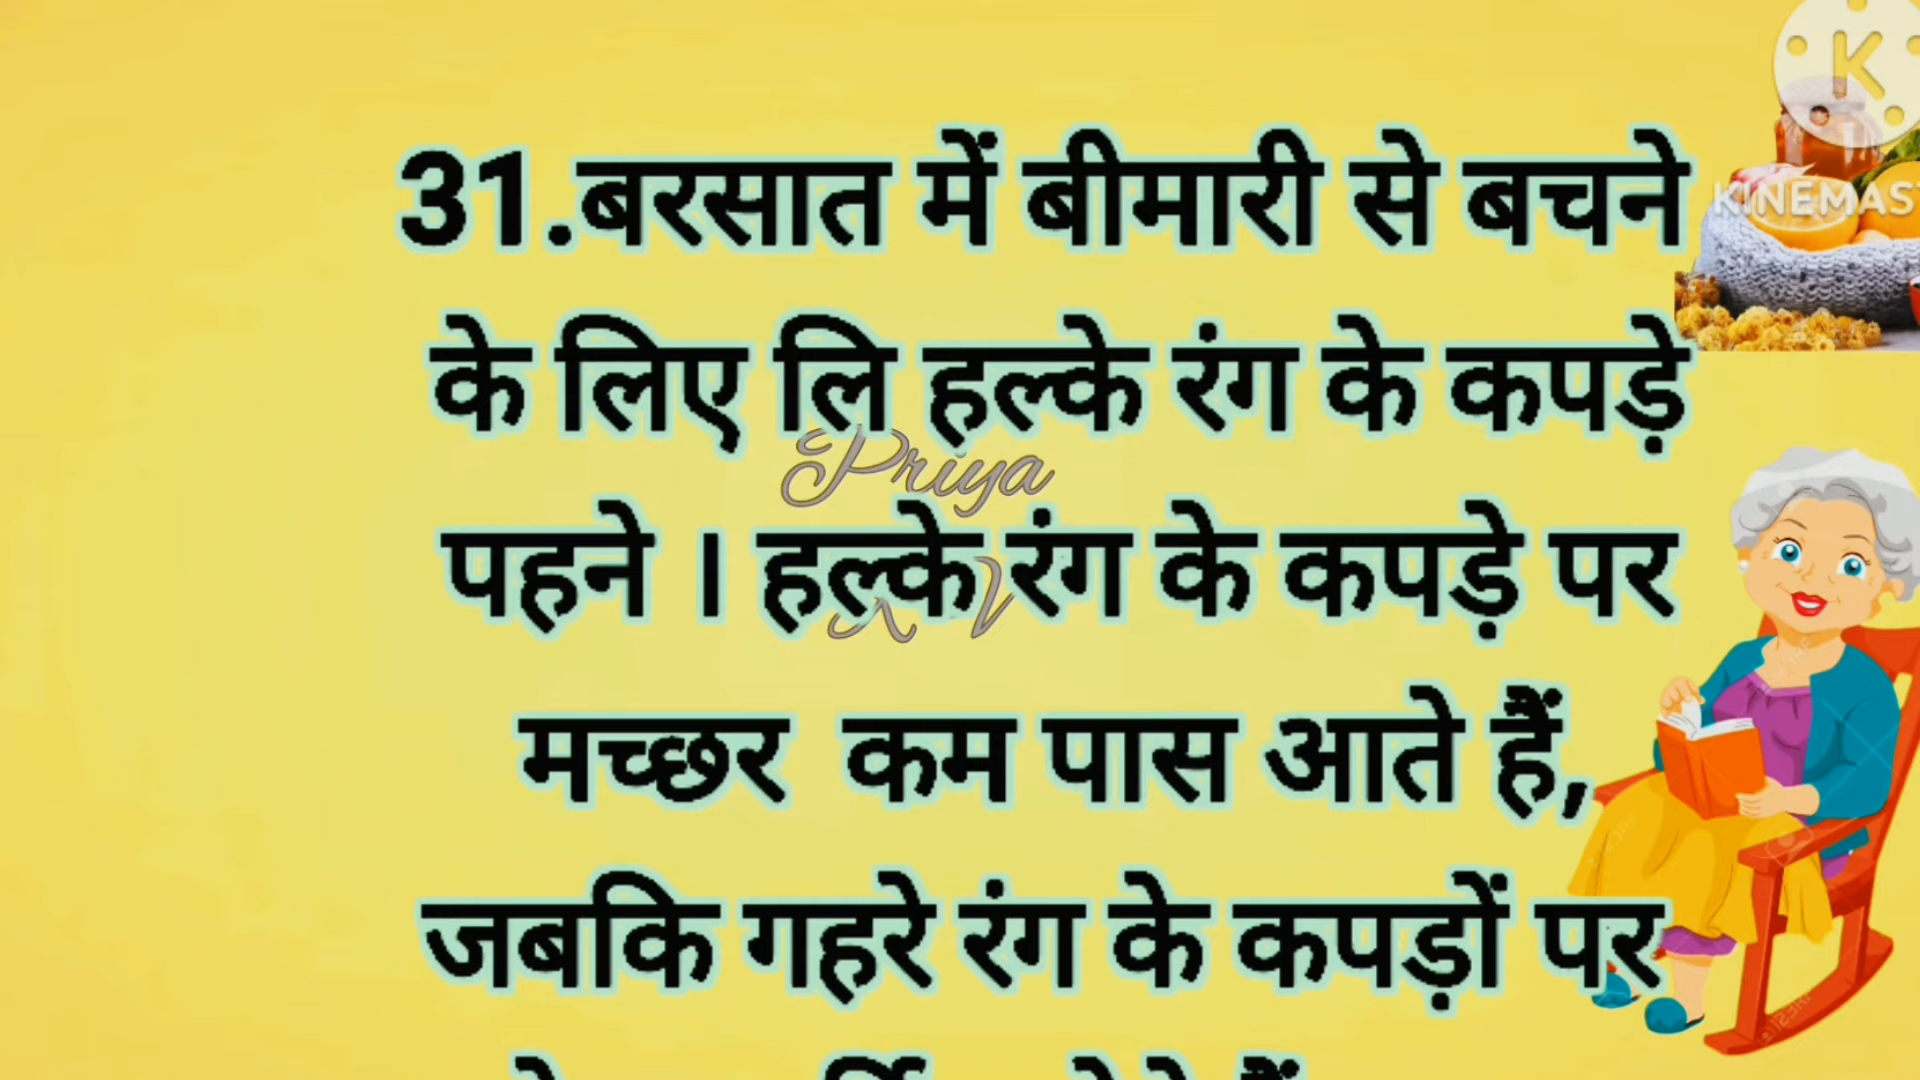 31.बरसात में बीमारी से बचने
के लिए लि हल्के रंग के कपड़े
पहने । हल्के रंग के कपड़े पर
मच्छर कम पास आते हैं,
जबकि गहरे रंग के कपड़ों पर
Priya
K
KINEMAS